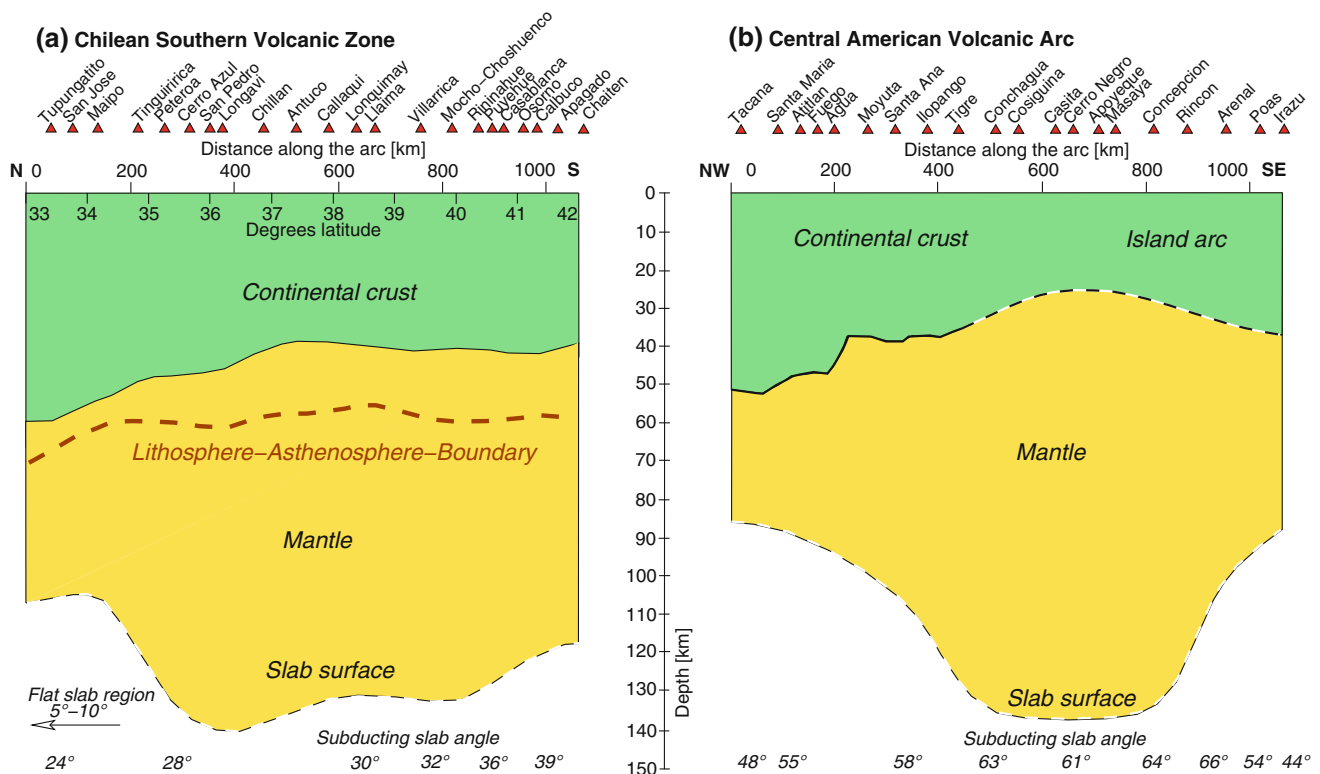 (a) Chilean Southern Volcanic Zone
Tupungatito
San Jose
Maipo
Tinguiririca
Peteroa
Cerro Azul
San Pedro
Longavi
Chillan
Antuco
Callaqui
Lonquimay
Llaima
Villarrica
Mocho-Choshuenco
Rininahue
Puyehue
Casablanca
Osorno
Calbuco
Apagado
Chaiten
Distance along the arc [km]
N 0 200 400 600 800 1000 S
33 34 35 36 37 38 39 40 41 42
Degrees latitude
Continental crust
Lithosphere-Asthenosphere-Boundary
Mantle
Slab surface
Flat slab region
5°-10°
Subducting slab angle
24° 28° 30° 32° 36° 39°
0
10
20
30
40
50
60
70
80
90
100
110
120
130
140
150
Depth [km]
(b) Central American Volcanic Arc
Tacana
Santa Maria
Atitlan
Fuego
Agua
Moyuta
Santa Ana
Ilopango
Tigre
Conchagua
Cosiguina
Casita
Cerro Negro
Apoyeque
Masaya
Concepcion
Rincon
Arenal
Poas
Irazu
Distance along the arc [km]
NW 0 200 400 600 800 1000 SE
Continental crust Island arc
Mantle
Slab surface
Subducting slab angle
48° 55° 58° 63° 61° 64° 66° 54° 44°